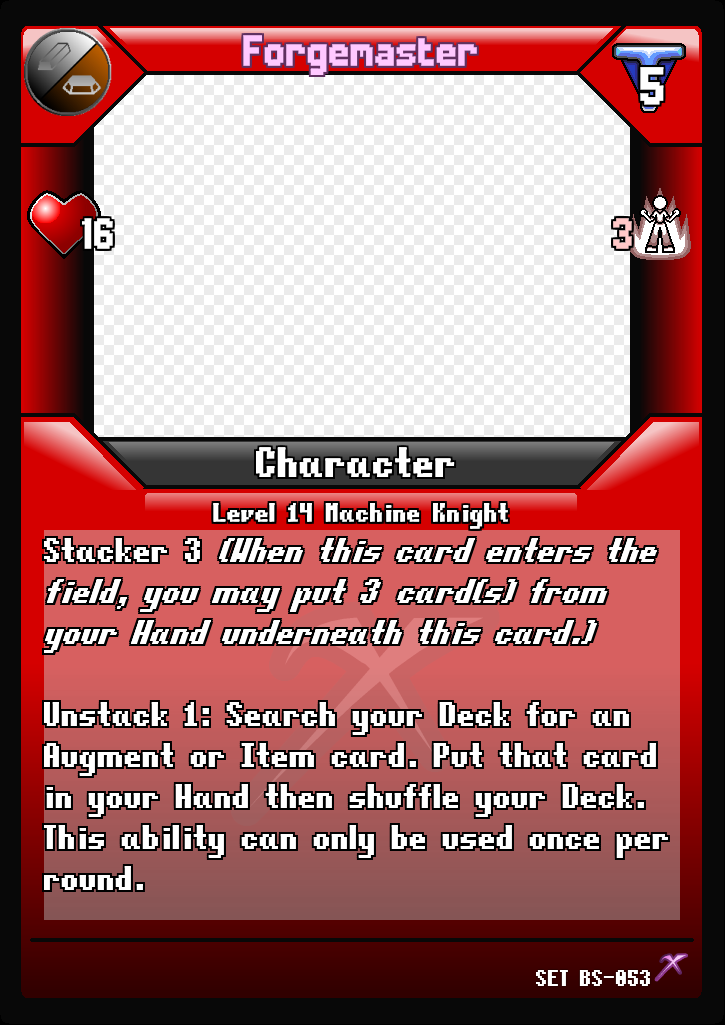 Forgemaster
5
16
3
Character
Level 14 Machine Knight
Stacker 3 (When this card enters the
field, you may put 3 card(s) from
your Hand underneath this card.)
Unstack 1: Search your Deck for an
Augment or Item card. Put that card
in your Hand then shuffle your Deck.
This ability can only be used once per
round.
SET BS-053